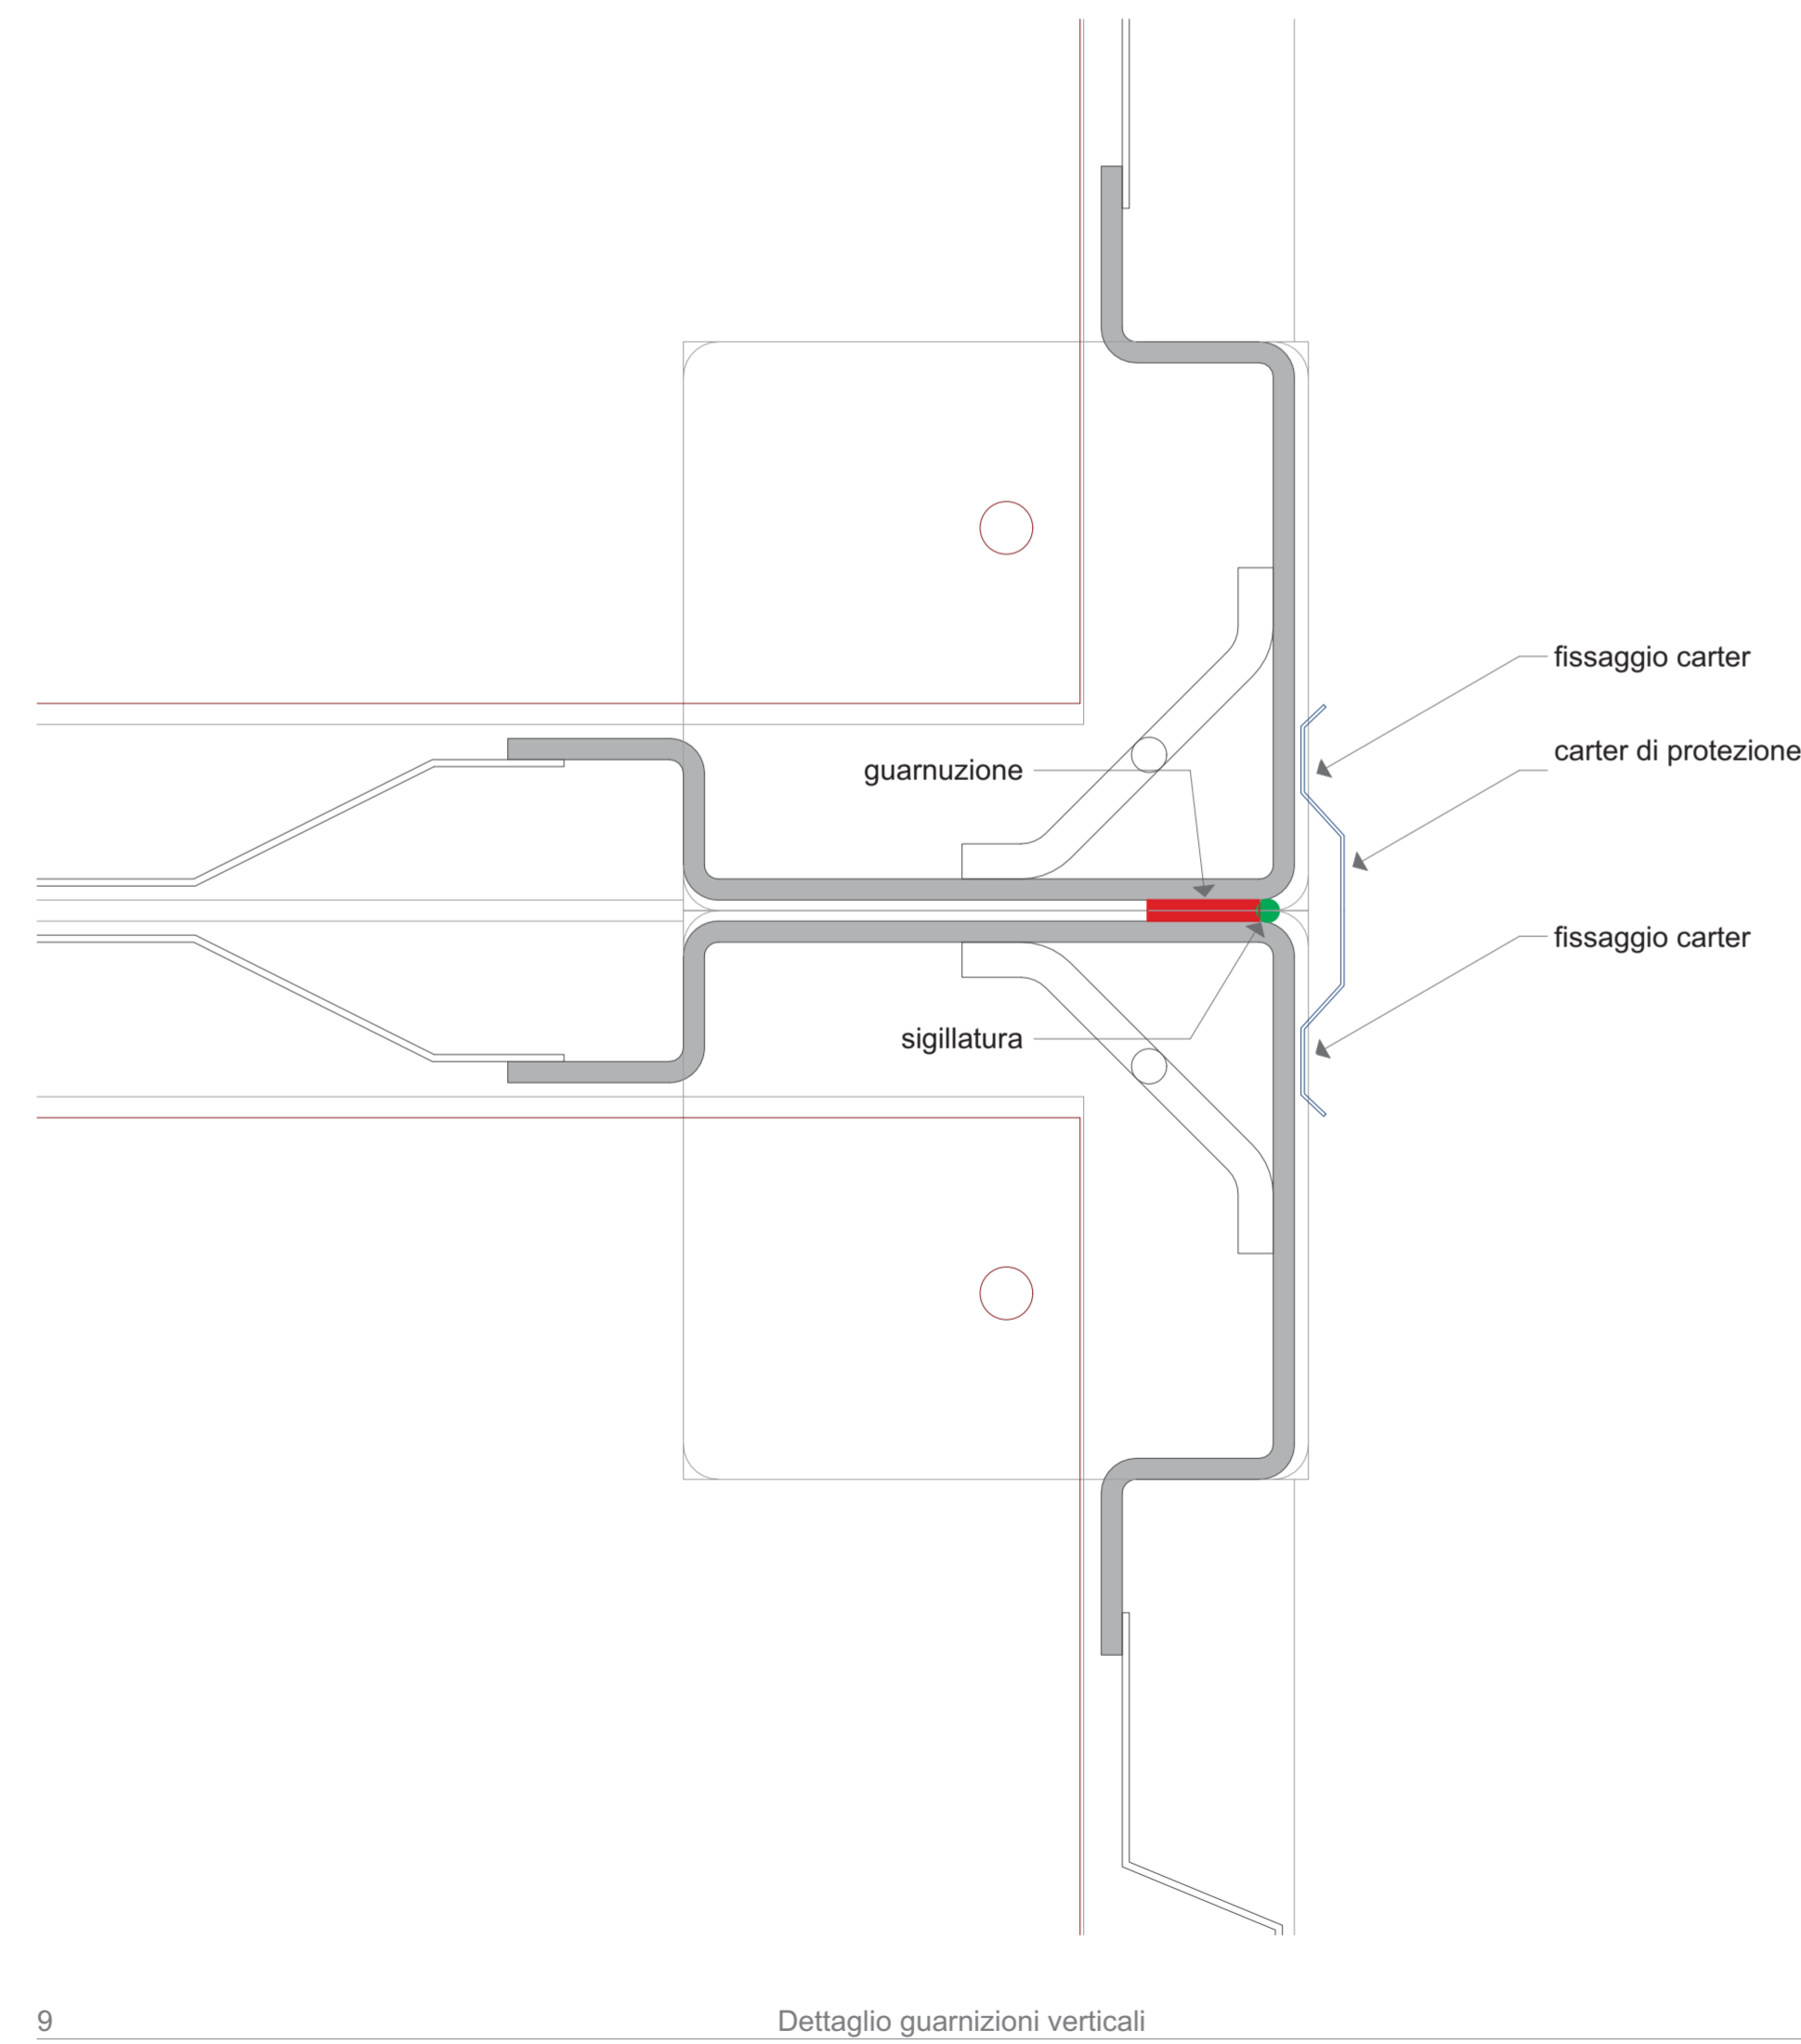 fissaggio carter
carter di protezione
guarnuzione
fissaggio carter
sigillatura
9 Dettaglio guarnizioni verticali